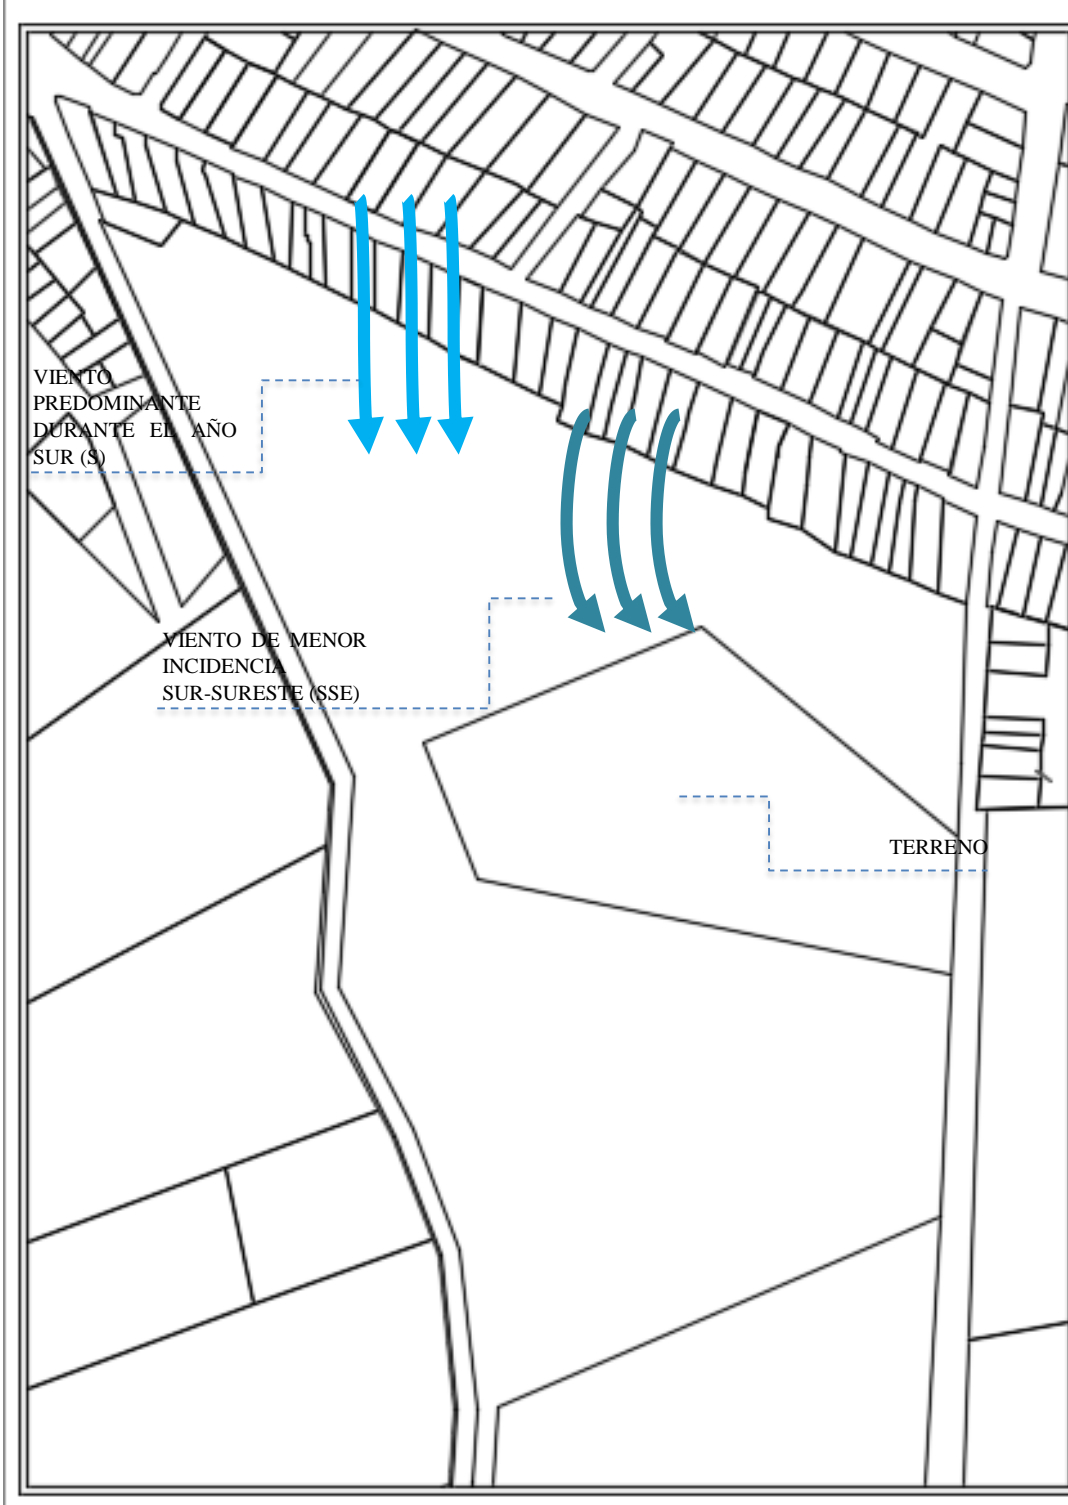 VIENTO
PREDOMINANTE
DURANTE EL AÑO
SUR (S)
VIENTO DE MENOR
INCIDENCIA
SUR-SURESTE (SSE)
TERRENO